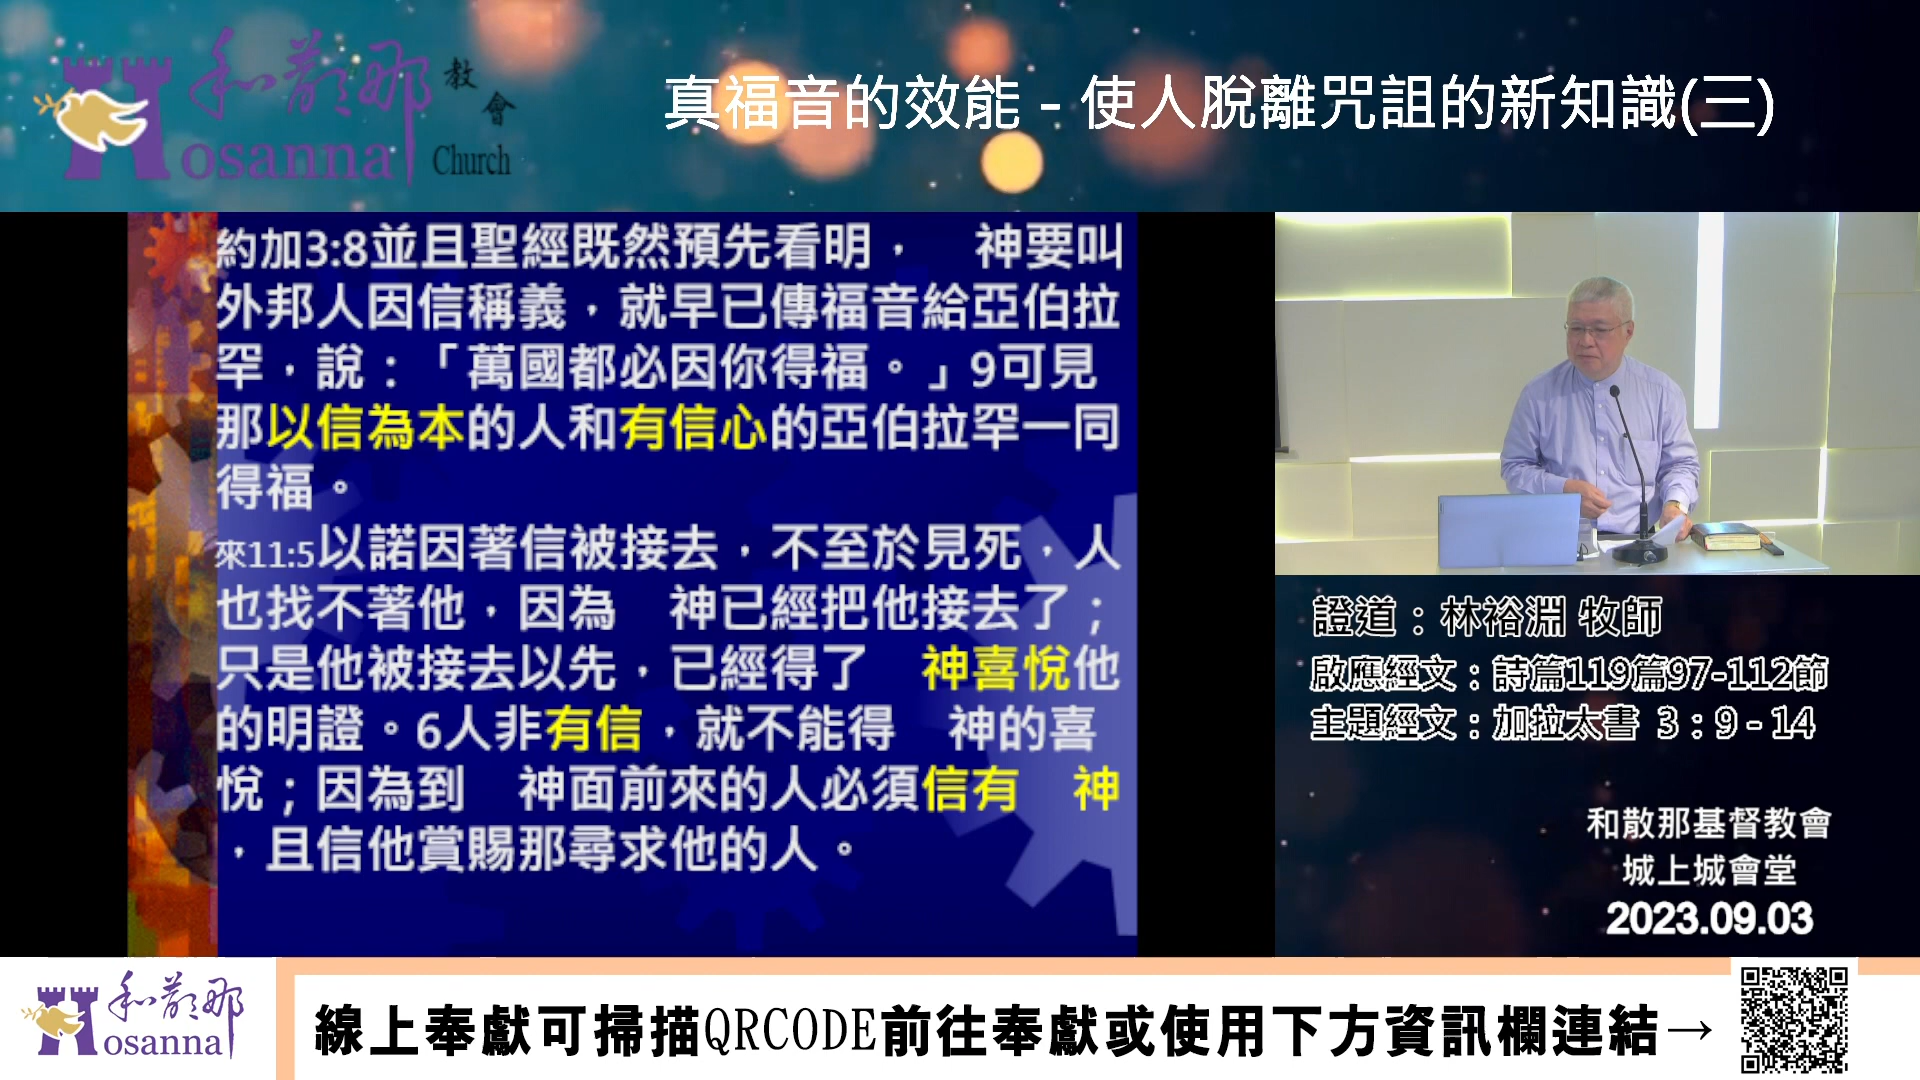 和散那
教
會
osanna
Church
真福音的效能 - 使人脫離咒詛的新知識(三)
約加3:8並且聖經既然預先看明，　神要叫
外邦人因信稱義，就早已傳福音給亞伯拉
罕，說：「萬國都必因你得福。」9可見
那以信為本的人和有信心的亞伯拉罕一同
得福。
來11:5以諾因著信被接去，不至於見死，人
也找不著他，因為　神已經把他接去了；
只是他被接去以先，已經得了　神喜悅他
的明證。6人非有信，就不能得　神的喜
悅；因為到　神面前來的人必須信有　神
，且信他賞賜那尋求他的人。
證道：林裕淵 牧師
啟應經文：詩篇119篇97-112節
主題經文：加拉太書 3：9 - 14
和散那基督教會
城上城會堂
2023.09.03
和散那
osanna
線上奉獻可掃描QRCODE前往奉獻或使用下方資訊欄連結→